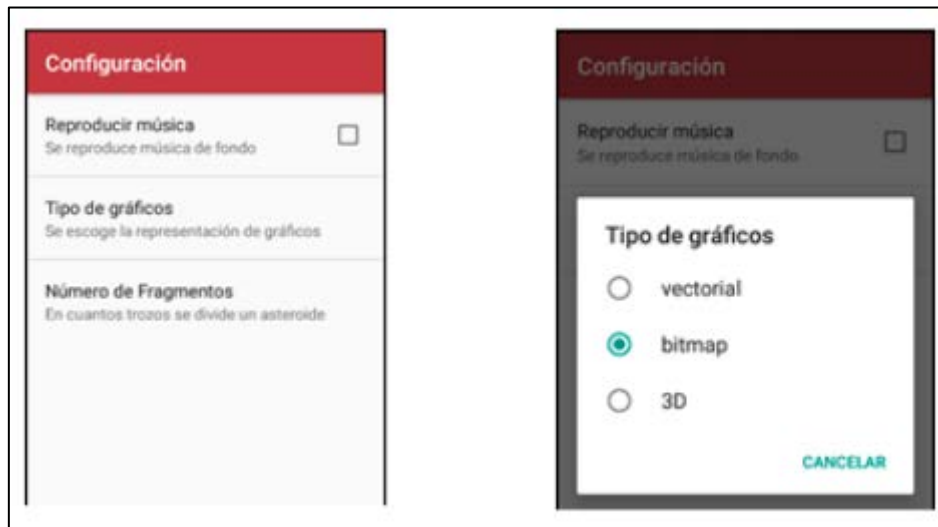 Configuración
Reproducir música
Se reproduce música de fondo
Tipo de gráficos
Se escoge la representación de gráficos
Número de Fragmentos
En cuantos trozos se divide un asteroide
Configuración
Reproducir música
Se reproduce música de fondo
Tipo de gráficos
vectorial
bitmap
3D
CANCELAR